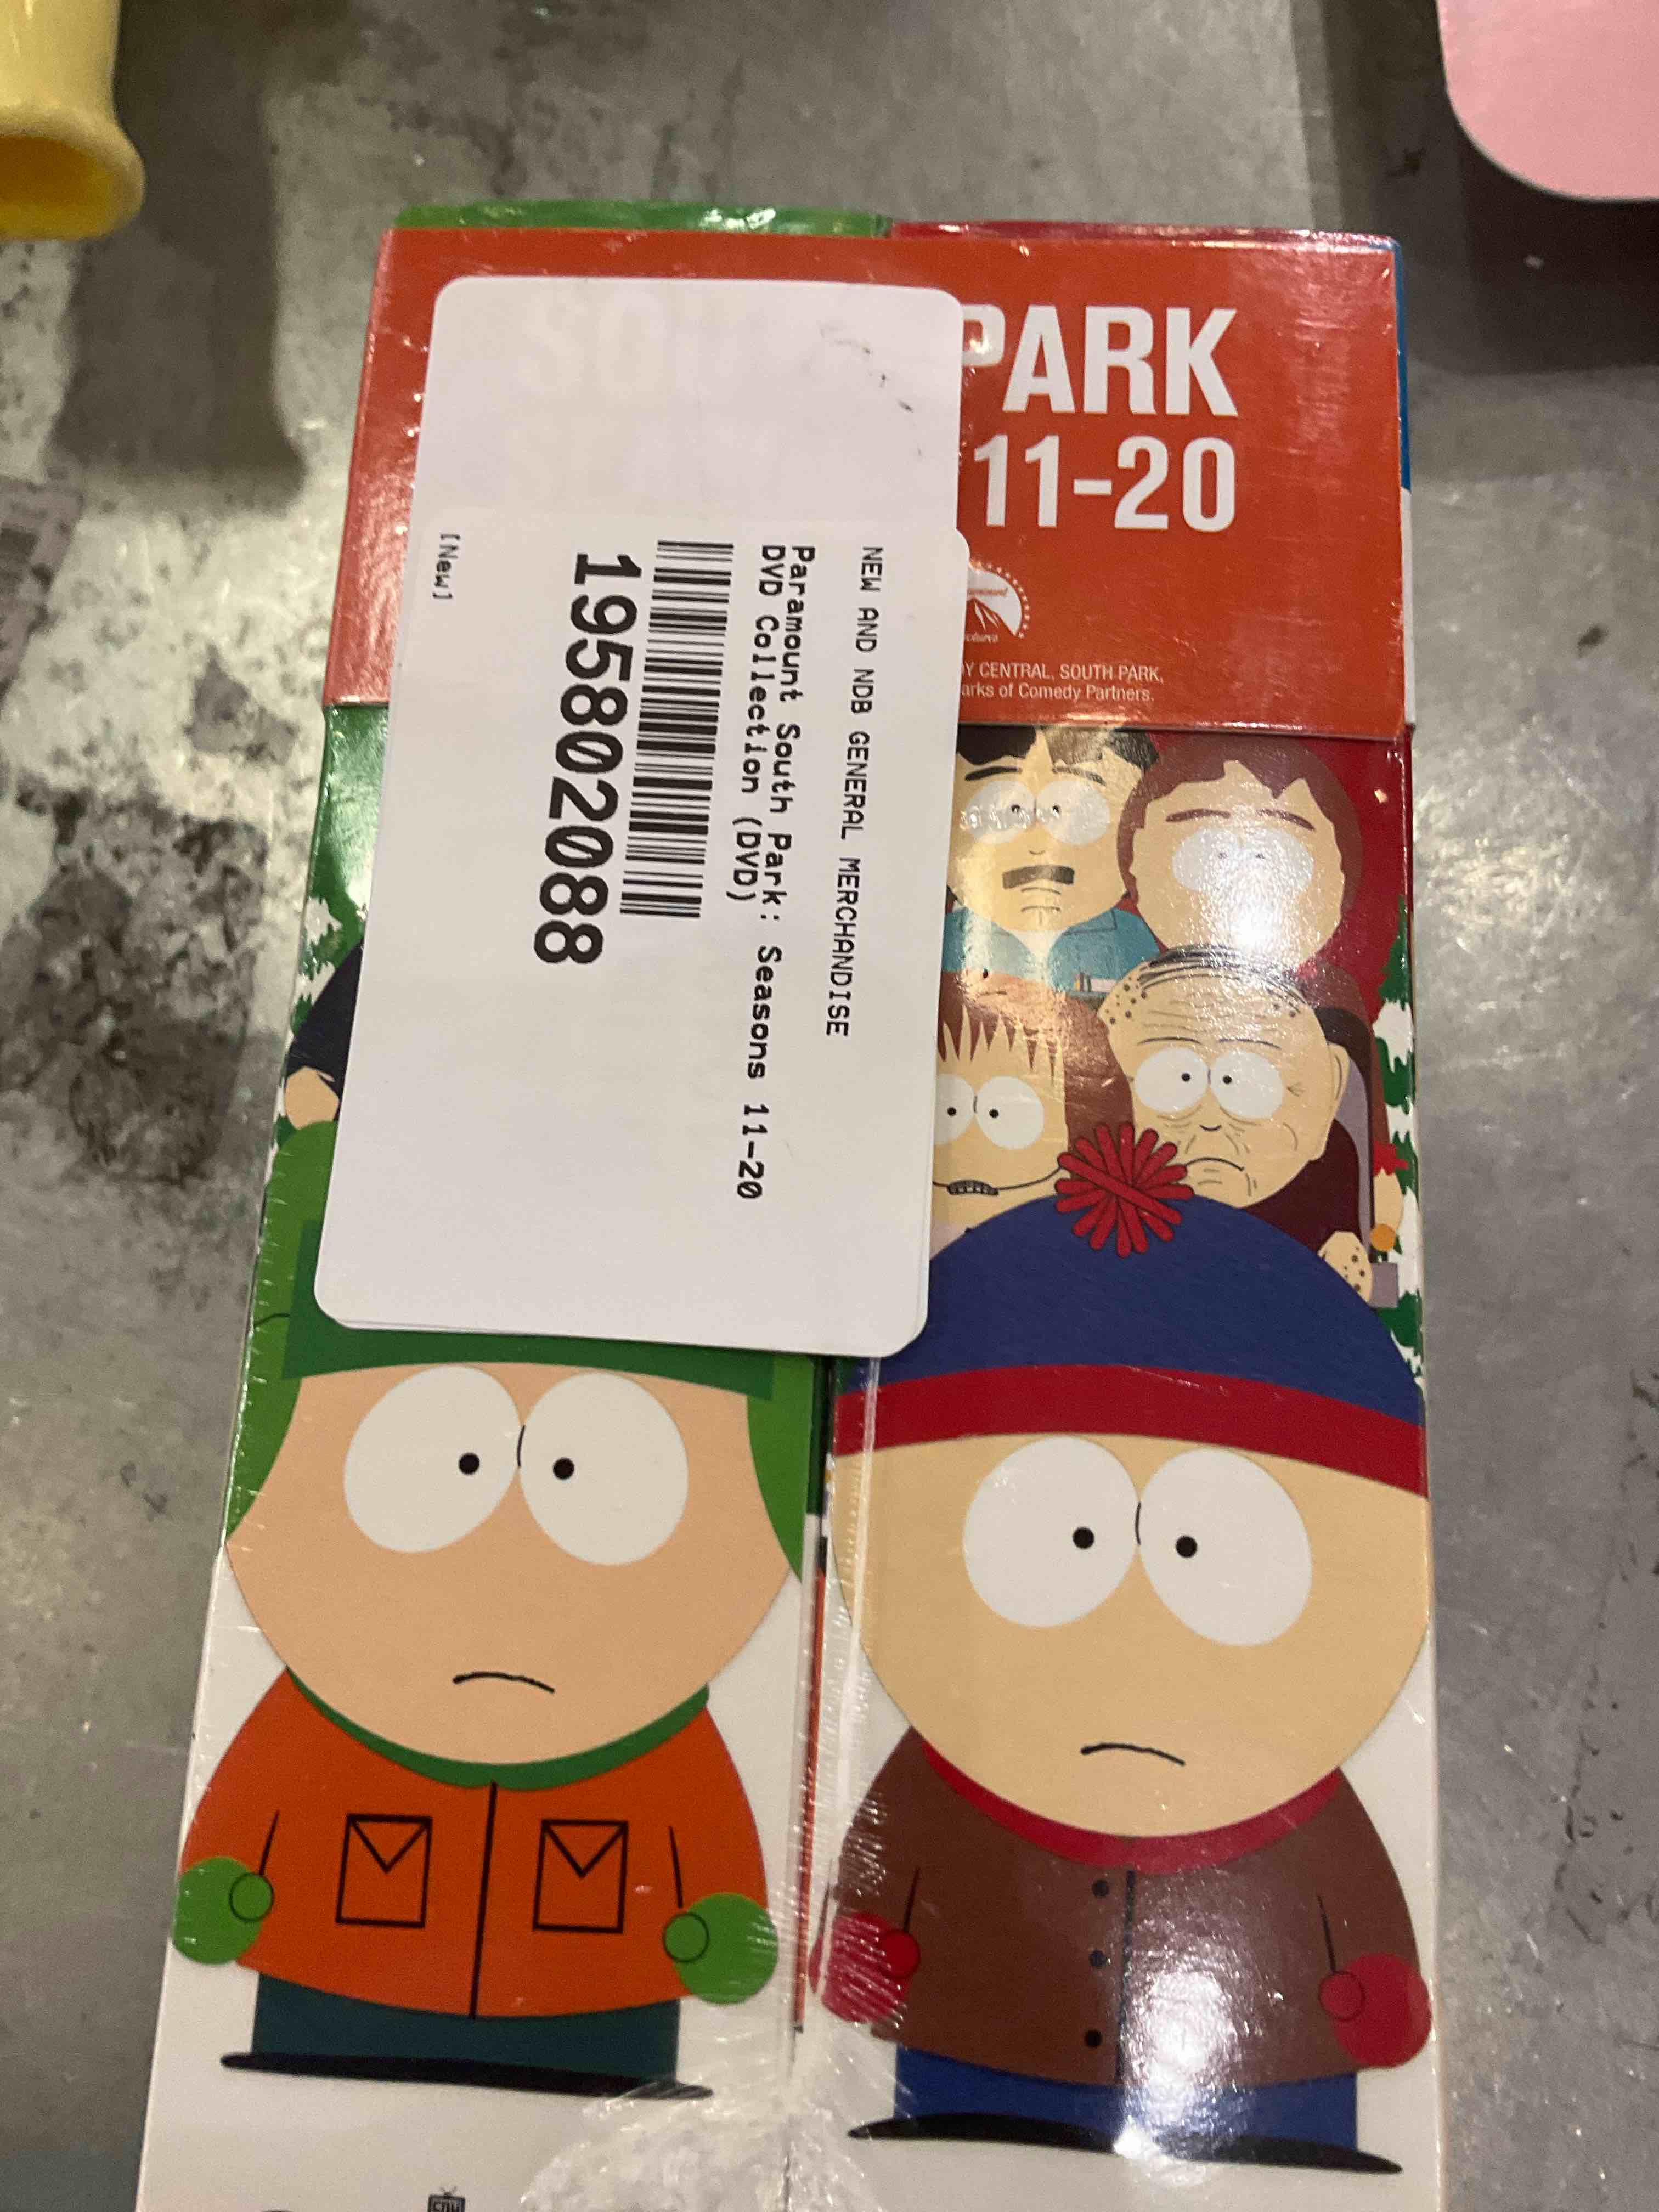 PARK
11-20
Paramount
CENTRAL, SOUTH PARK,
of Comedy Partners.
NEW AND NDB GENERAL MERCHANDISE
Paramount South Park: Seasons 11-20
DVD Collection (DVD)
195802088
[New]